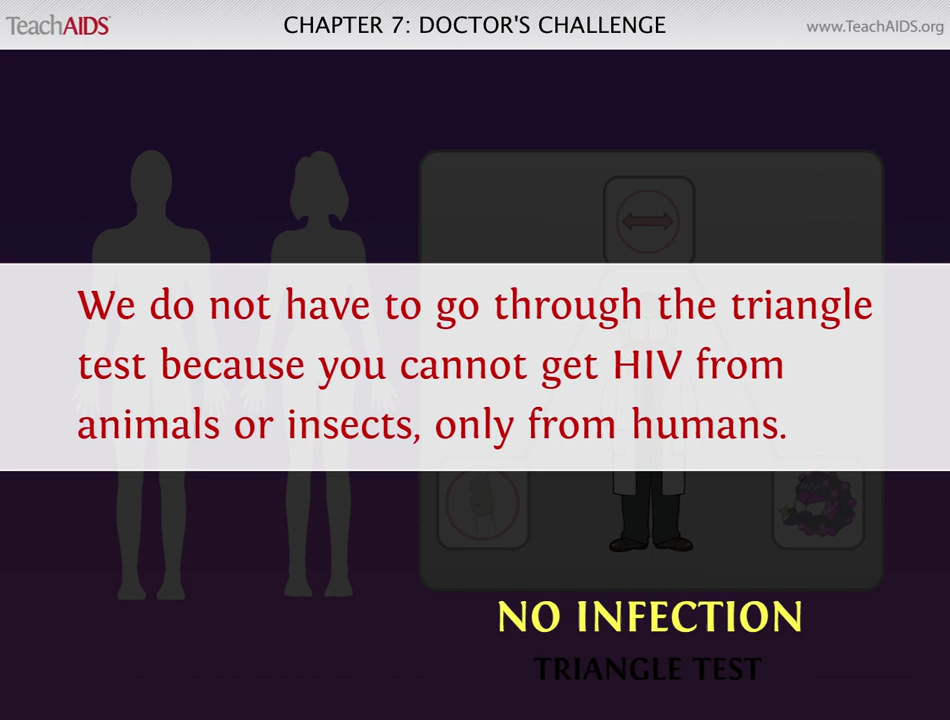 TeachAIDS
CHAPTER 7: DOCTOR'S CHALLENGE
www.TeachAIDS.org
We do not have to go through the triangle
test because you cannot get HIV from
animals or insects, only from humans.
NO INFECTION
TRIANGLE TEST